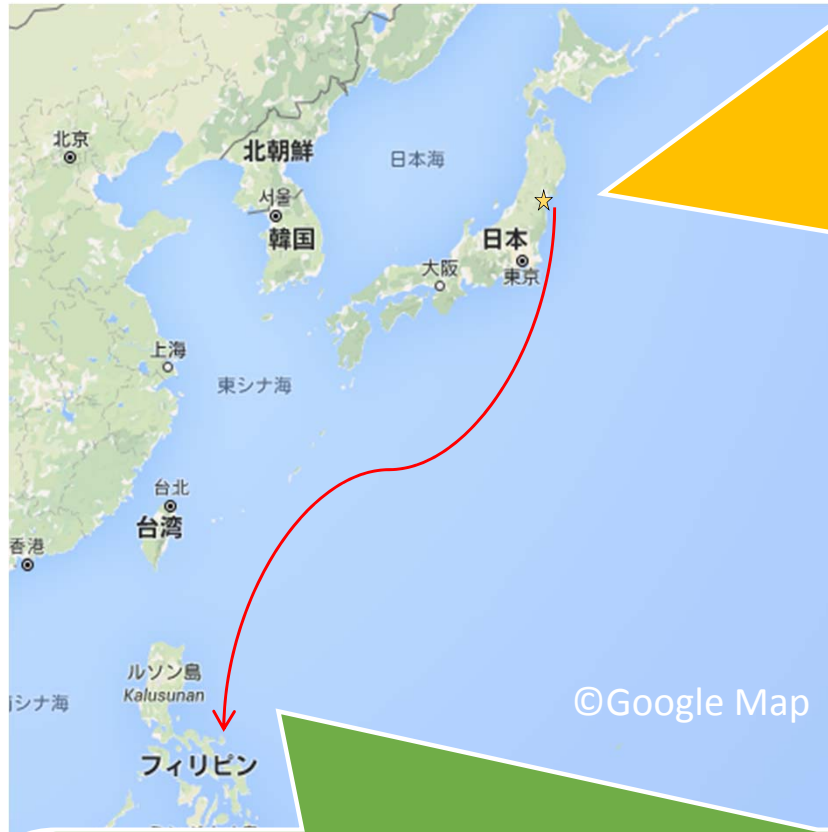 北京
北朝鮮
日本海
서울
韓国
日本
大阪
東京
上海
東シナ海
台北
台湾
香港
ルソン島
Kalusunan
シナ海
©Google Map
フィリピン